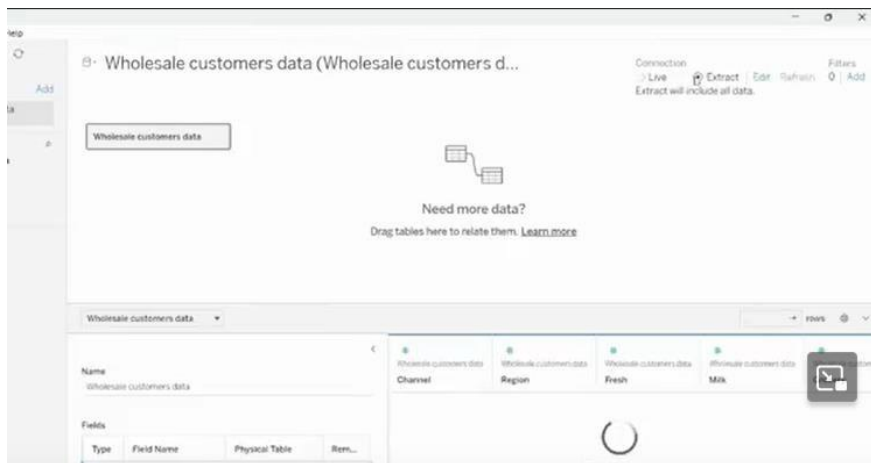 Help
Wholesale customers data (Wholesale customers d...
Connection
Live Extract Edit Refresh
Extract will include all data.
Filters
0 Add
Add
Wholesale customers data
Need more data?
Drag tables here to relate them. Learn more
Wholesale customers data
rows
Name
Wholesale customers data
Fields
Type Field Name Physical Table Rem...
Wholesale customers data Wholesale customers data Wholesale customers data Wholesale customers data
Channel Region Fresh Milk